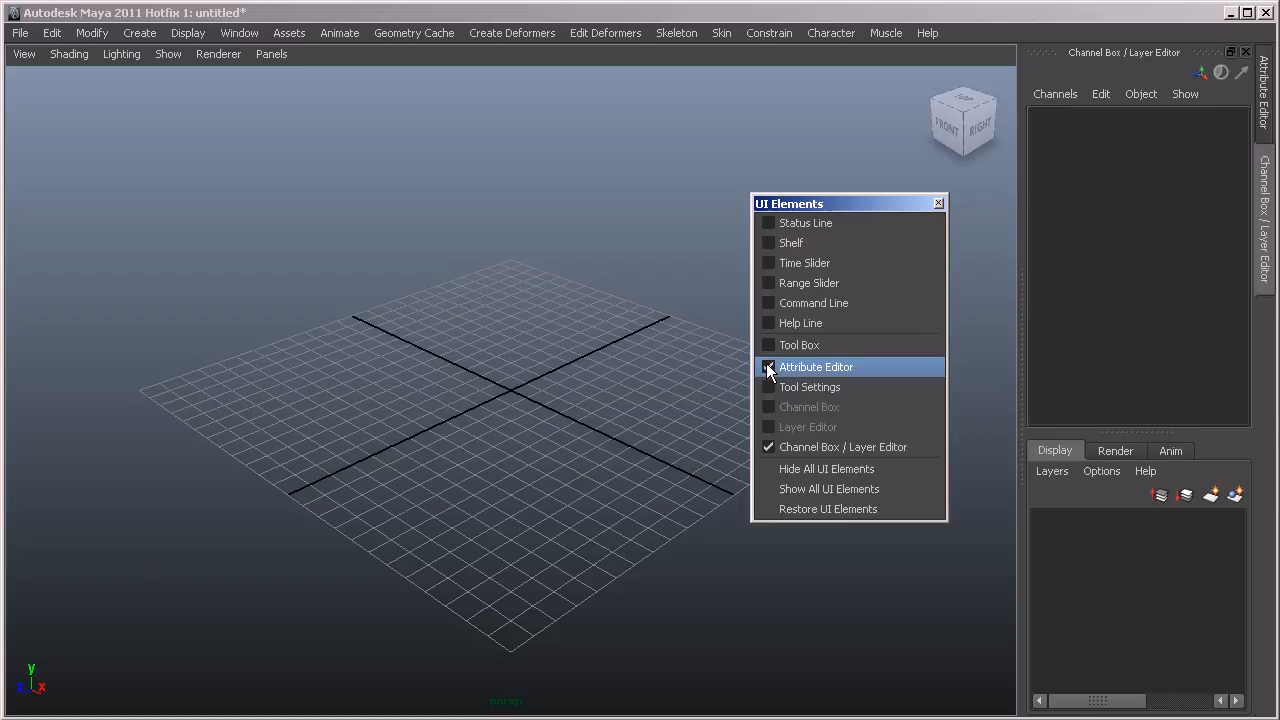 Autodesk Maya 2011 Hotfix 1: untitled*
File Edit Modify Create Display Window Assets Animate Geometry Cache Create Deformers Edit Deformers Skeleton Skin Constrain Character Muscle Help
View Shading Lighting Show Renderer Panels
Channel Box / Layer Editor
Channels Edit Object Show
Attribute Editor
Channel Box / Layer Editor
TOP
FRONT RIGHT
UI Elements
Status Line
Shelf
Time Slider
Range Slider
Command Line
Help Line
Tool Box
Attribute Editor
Tool Settings
Channel Box
Layer Editor
Channel Box / Layer Editor
Hide All UI Elements
Show All UI Elements
Restore UI Elements
Display Render Anim
Layers Options Help
y
z x
persp